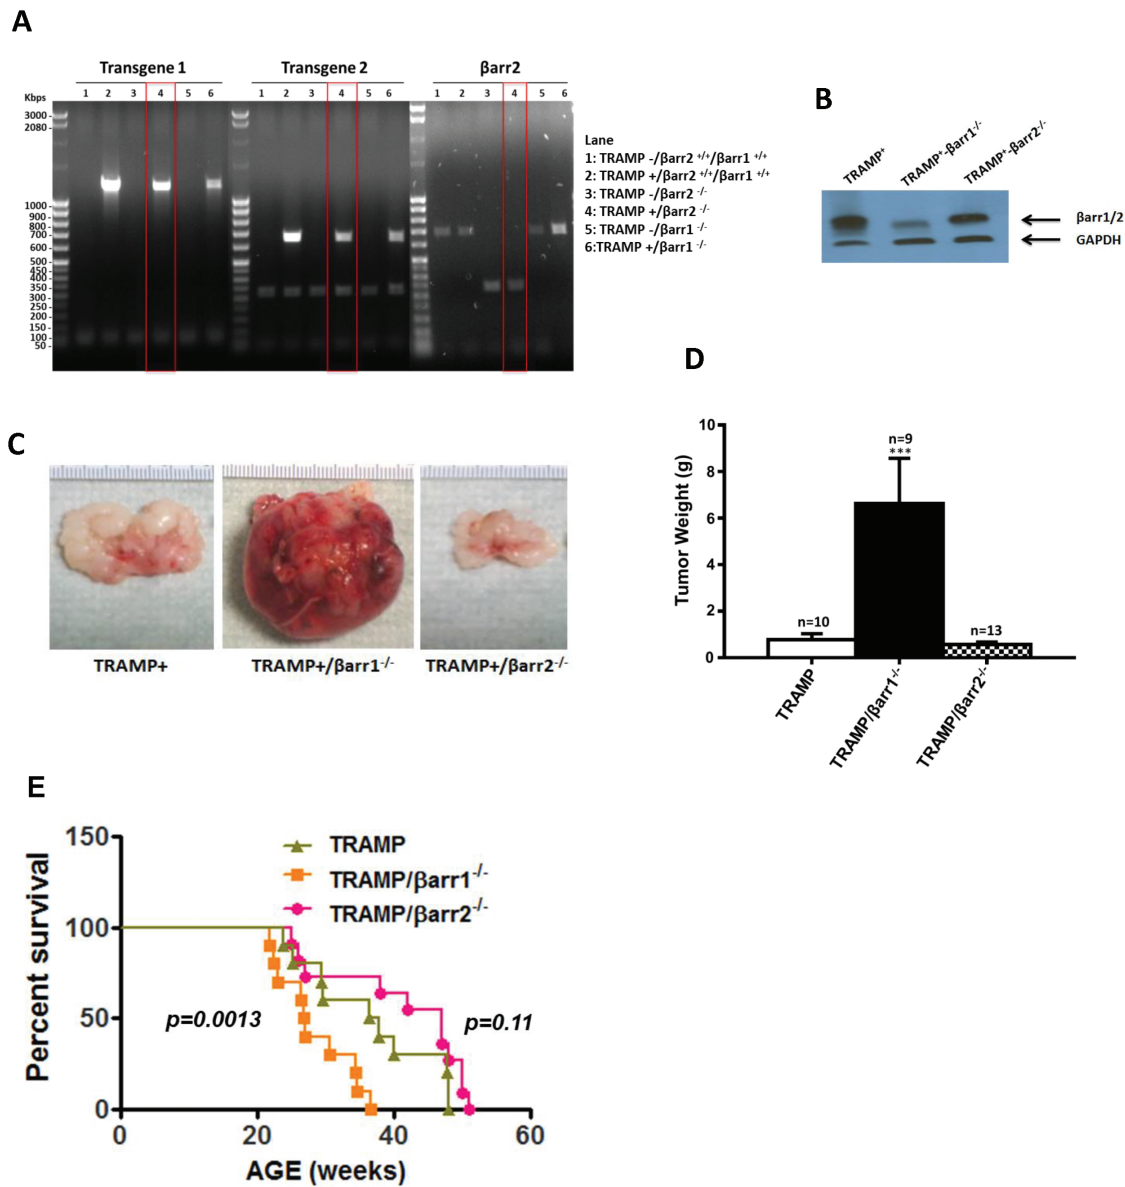 A
Transgene 1 Transgene 2 βarr2
1 2 3 4 5 6 1 2 3 4 5 6 1 2 3 4 5 6
Kbps
3000 -
2080 -
1000 -
900 -
800 -
700 -
600 -
500 -
450 -
400 -
350 -
300 -
250 -
200 -
150 -
100 -
50 -
Lane
1: TRAMP -/βarr2 +/+/βarr1 +/+
2: TRAMP +/βarr2 +/+/βarr1 +/+
3: TRAMP -/βarr2 -/-
4: TRAMP +/βarr2 -/-
5: TRAMP -/βarr1 -/-
6:TRAMP +/βarr1 -/-
B
TRAMP+
TRAMP+-βarr1-/-
TRAMP+-βarr2-/-
βarr1/2
GAPDH
C
TRAMP+
TRAMP+/βarr1-/-
TRAMP+/βarr2-/-
D
Tumor Weight (g)
10
8
6
4
2
0
n=10
n=9
***
n=13
TRAMP
TRAMP/βarr1-/-
TRAMP/βarr2-/-
E
Percent survival
150
100
50
0
TRAMP
TRAMP/βarr1-/-
TRAMP/βarr2-/-
p=0.0013
p=0.11
0 20 40 60
AGE (weeks)